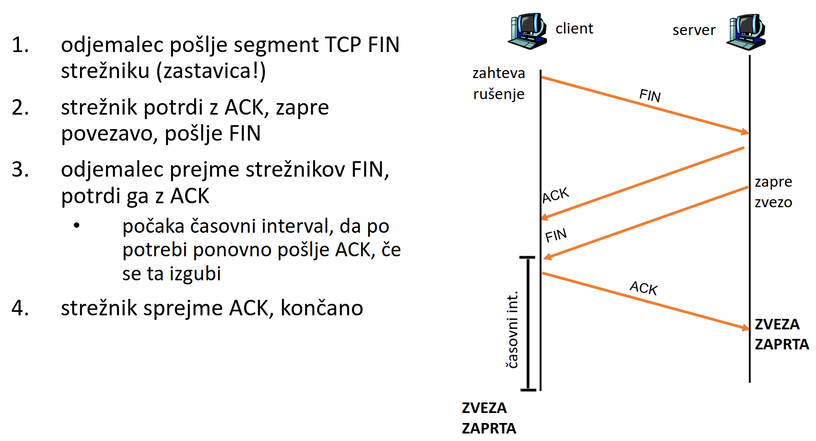 1. odjemalec pošlje segment TCP FIN
strežniku (zastavica!)
2. strežnik potrdi z ACK, zapre
povezavo, pošlje FIN
3. odjemalec prejme strežnikov FIN,
potrdi ga z ACK
• počaka časovni interval, da po
potrebi ponovno pošlje ACK, če
se ta izgubi
4. strežnik sprejme ACK, končano
client
server
zahteva
rušenje
FIN
ACK
zapre
zvezo
FIN
ACK
časovni int.
ZVEZA
ZAPRTA
ZVEZA
ZAPRTA